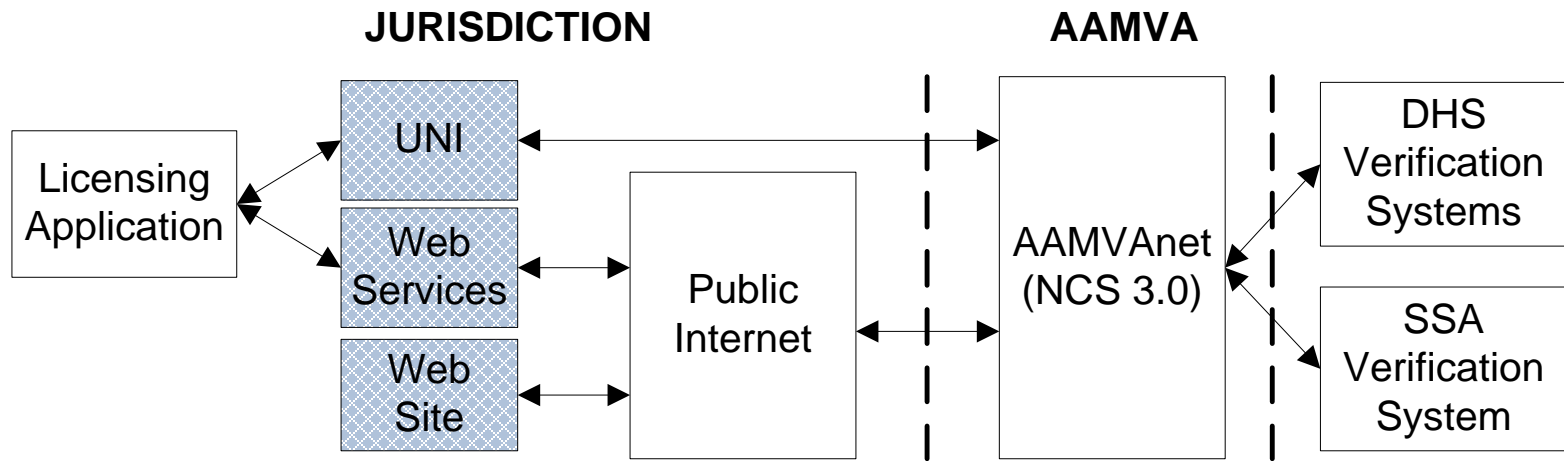 JURISDICTION
AAMVA
Licensing
Application
UNI
Web
Services
Web
Site
Public
Internet
AAMVAnet
(NCS 3.0)
DHS
Verification
Systems
SSA
Verification
System